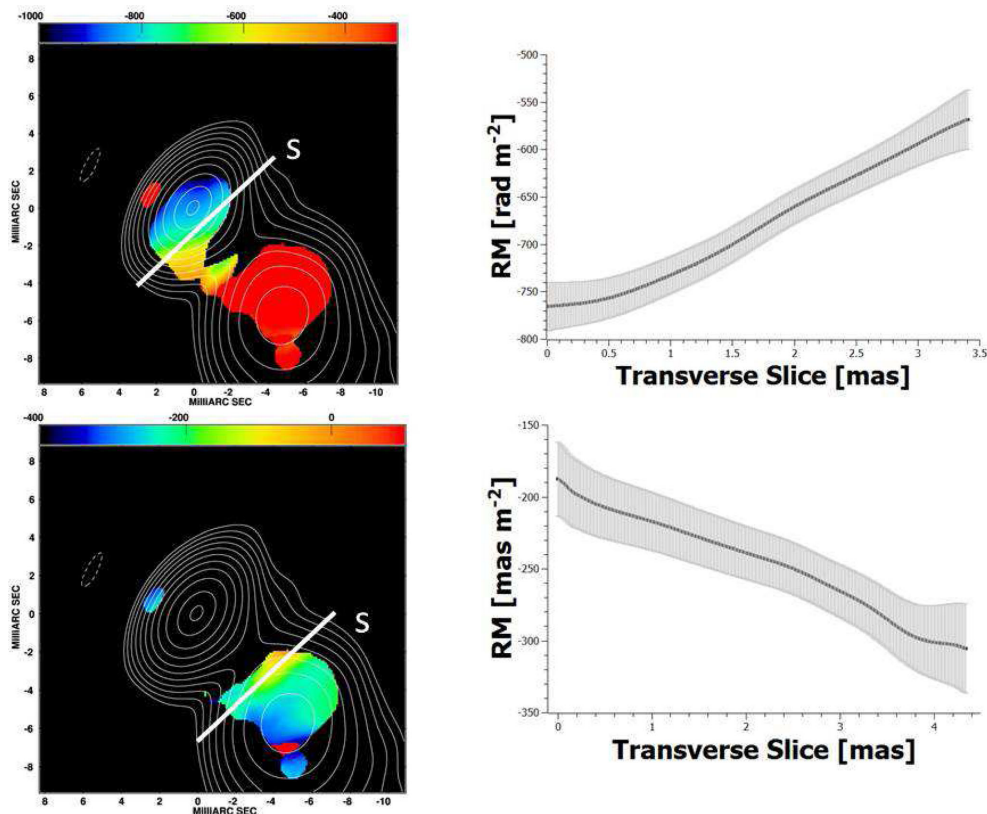 -1000 -800 -600 -400
8
6
4
2
0
-2
-4
-6
-8
MilliARC SEC
S
8 6 4 2 0 -2 -4 -6 -8 -10
MilliARC SEC
-500
-550
-600
-650
-700
-750
-800
RM [rad m-2]
0 0.5 1 1.5 2 2.5 3 3.5
Transverse Slice [mas]
-400 -200 0
8
6
4
2
0
-2
-4
-6
-8
MilliARC SEC
S
8 6 4 2 0 -2 -4 -6 -8 -10
MilliARC SEC
-150
-200
-250
-300
-350
RM [mas m-2]
0 1 2 3 4
Transverse Slice [mas]